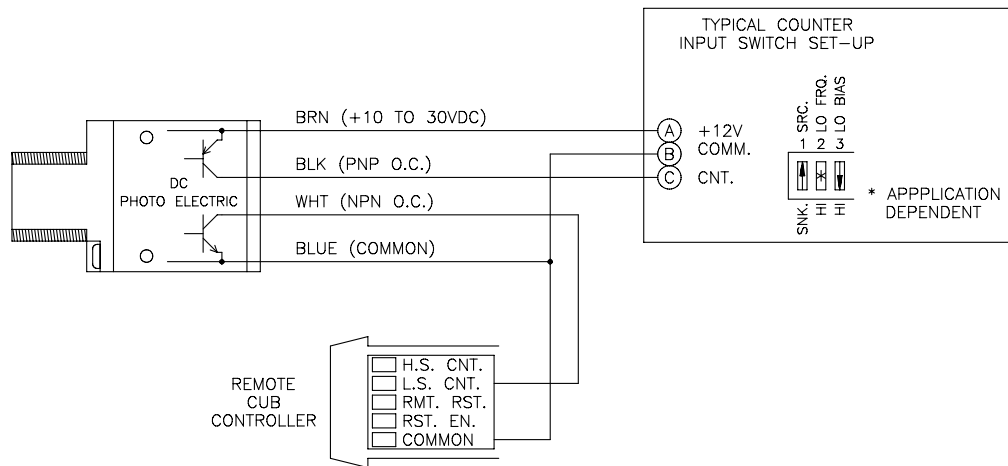 TYPICAL COUNTER
INPUT SWITCH SET-UP
BRN (+10 TO 30VDC)
BLK (PNP O.C.)
WHT (NPN O.C.)
BLUE (COMMON)
DC
PHOTO ELECTRIC
A +12V
B COMM.
C CNT.
1 SRC.
2 LO FRQ.
3 LO BIAS
*
SNK.
HI
HI
* APPPLICATION
DEPENDENT
REMOTE
CUB
CONTROLLER
H.S. CNT.
L.S. CNT.
RMT. RST.
RST. EN.
COMMON